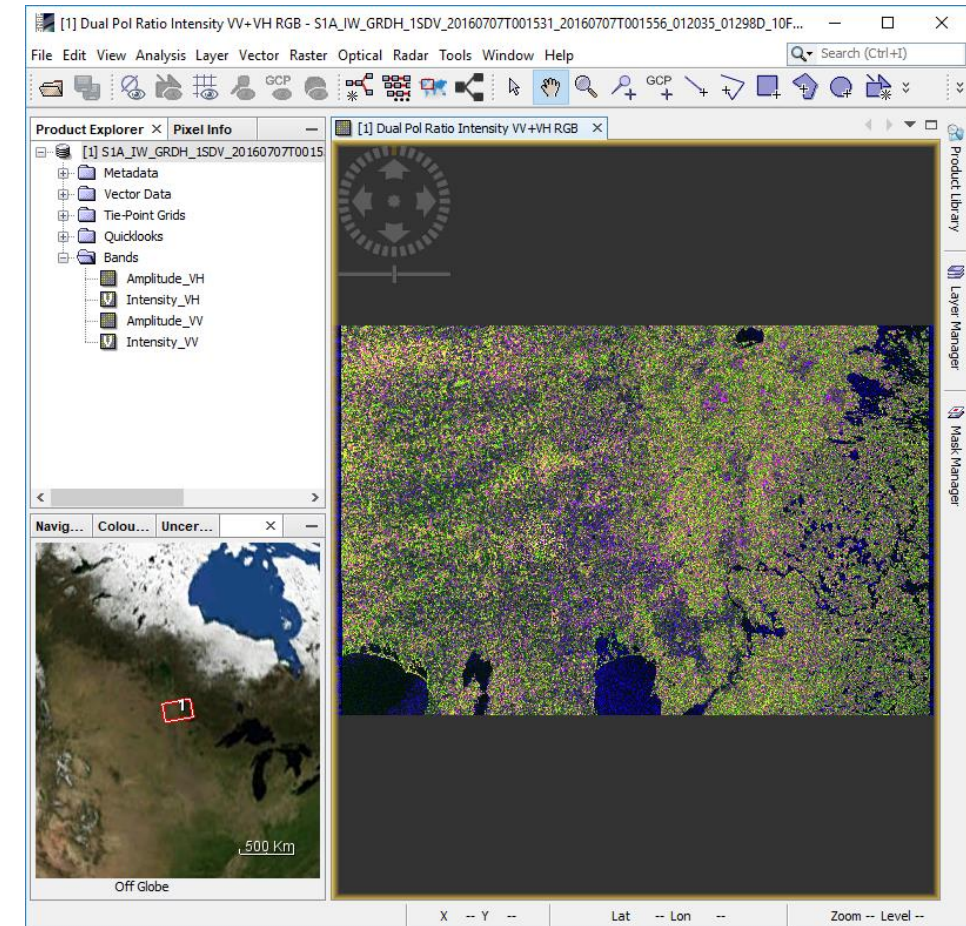 [1] Dual Pol Ratio Intensity VV+VH RGB - S1A_IW_GRDH_1SDV_20160707T001531_20160707T001556_012035_01298D_10F...
File Edit View Analysis Layer Vector Raster Optical Radar Tools Window Help
Search (Ctrl+I)
GCP
GCP
Product Explorer Pixel Info
[1] S1A_IW_GRDH_1SDV_20160707T0015
Metadata
Vector Data
Tie-Point Grids
Quicklooks
Bands
Amplitude_VH
Intensity_VH
Amplitude_VV
Intensity_VV
[1] Dual Pol Ratio Intensity VV+VH RGB
Product Library
Layer Manager
Mask Manager
Navig... Colou... Uncer...
1
500 Km
Off Globe
X -- Y -- Lat -- Lon -- Zoom -- Level --